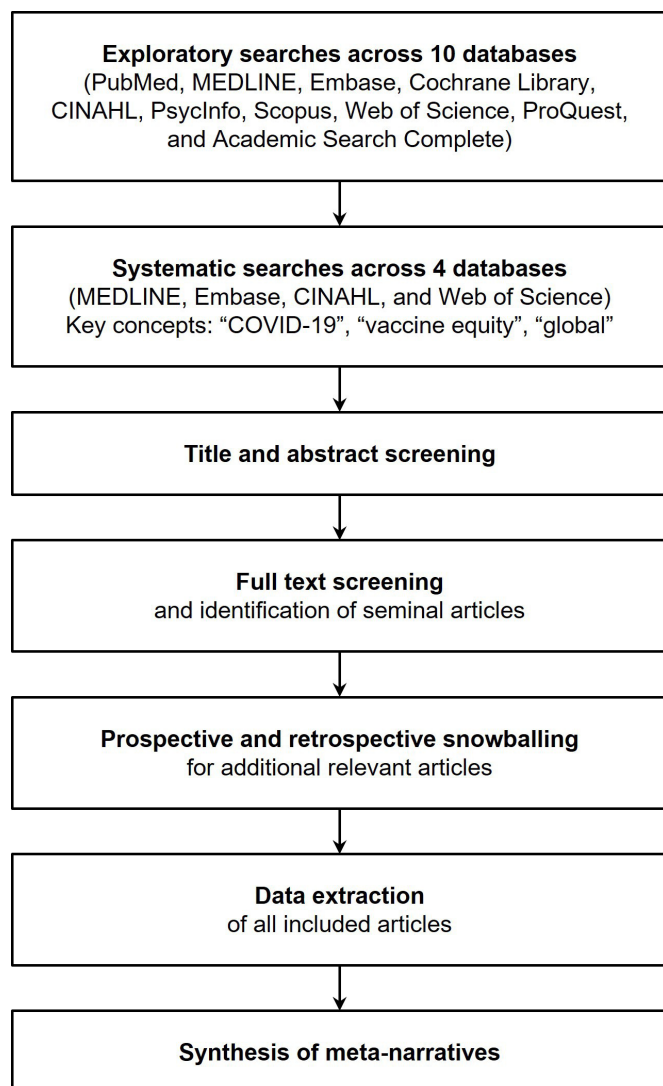 Exploratory searches across 10 databases
(PubMed, MEDLINE, Embase, Cochrane Library,
CINAHL, PsycInfo, Scopus, Web of Science, ProQuest,
and Academic Search Complete)
Systematic searches across 4 databases
(MEDLINE, Embase, CINAHL, and Web of Science)
Key concepts: “COVID-19”, “vaccine equity”, “global”
Title and abstract screening
Full text screening
and identification of seminal articles
Prospective and retrospective snowballing
for additional relevant articles
Data extraction
of all included articles
Synthesis of meta-narratives